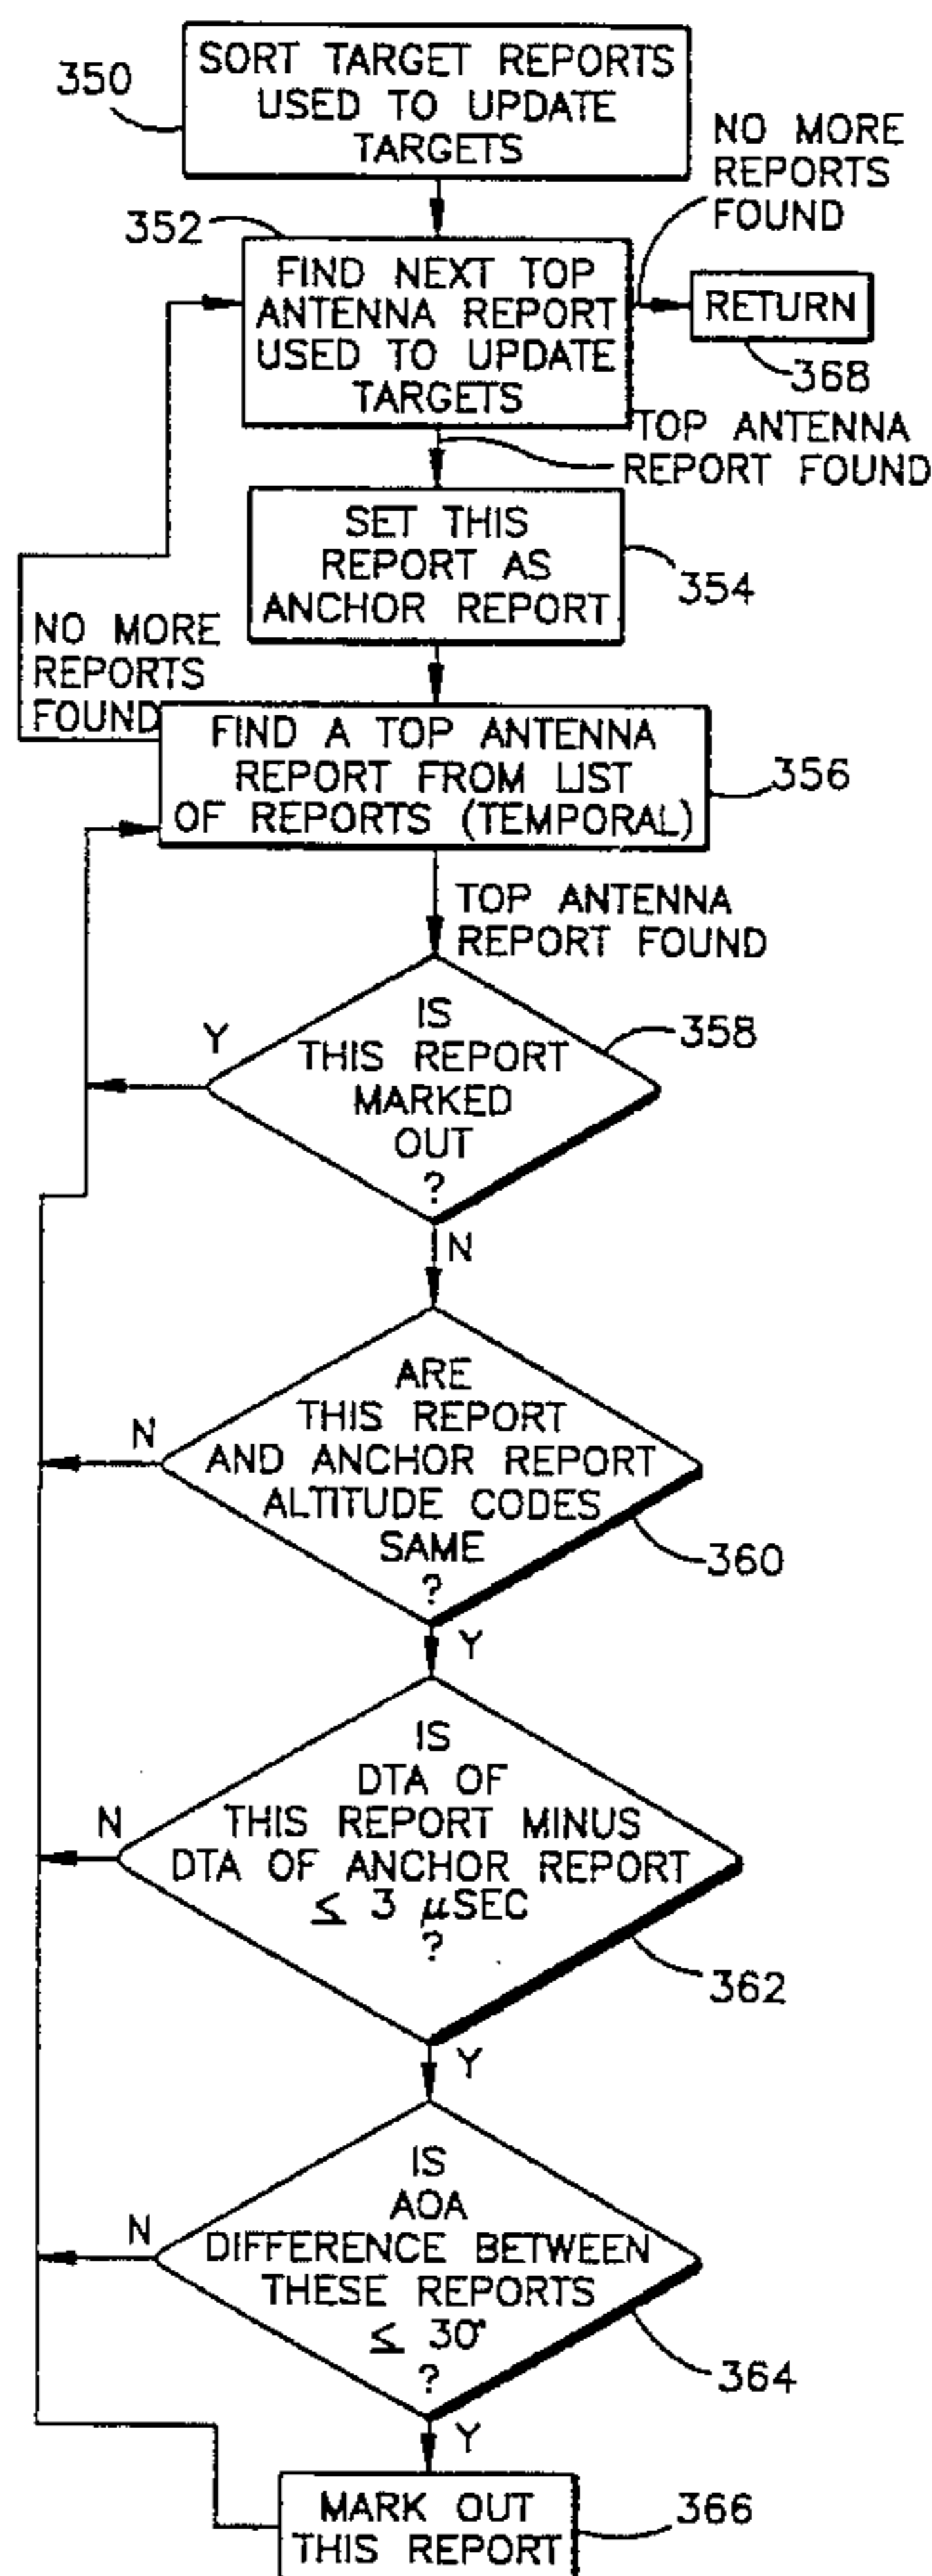 350
SORT TARGET REPORTS
USED TO UPDATE
TARGETS
NO MORE
REPORTS
FOUND
352
FIND NEXT TOP
ANTENNA REPORT
USED TO UPDATE
TARGETS
RETURN
368
TOP ANTENNA
REPORT FOUND
SET THIS
REPORT AS
ANCHOR REPORT
354
NO MORE
REPORTS
FOUND
FIND A TOP ANTENNA
REPORT FROM LIST
OF REPORTS (TEMPORAL)
356
TOP ANTENNA
REPORT FOUND
IS
THIS REPORT
MARKED
OUT
?
358
Y
N
ARE
THIS REPORT
AND ANCHOR REPORT
ALTITUDE CODES
SAME
?
360
N
Y
IS
DTA OF
THIS REPORT MINUS
DTA OF ANCHOR REPORT
≤ 3 μSEC
?
362
N
Y
IS
AOA
DIFFERENCE BETWEEN
THESE REPORTS
≤ 30°
?
364
N
Y
MARK OUT
THIS REPORT
366